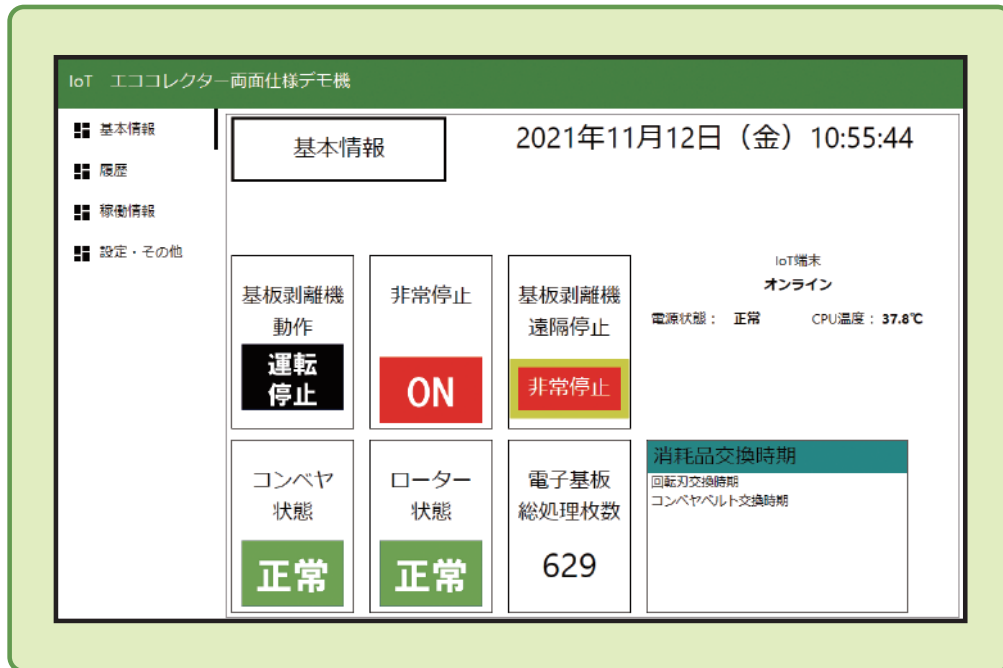 IoT　エココレクター両面仕様デモ機
基本情報
履歴
稼働情報
設定・その他
基本情報
2021年11月12日（金）10:55:44
基板剥離機
動作
運転
停止
非常停止
ON
基板剥離機
遠隔停止
非常停止
IoT端末
オンライン
電源状態： 正常 CPU温度：37.8℃
コンベヤ
状態
正常
ローター
状態
正常
電子基板
総処理枚数
629
消耗品交換時期
回転刃交換時期
コンベヤベルト交換時期